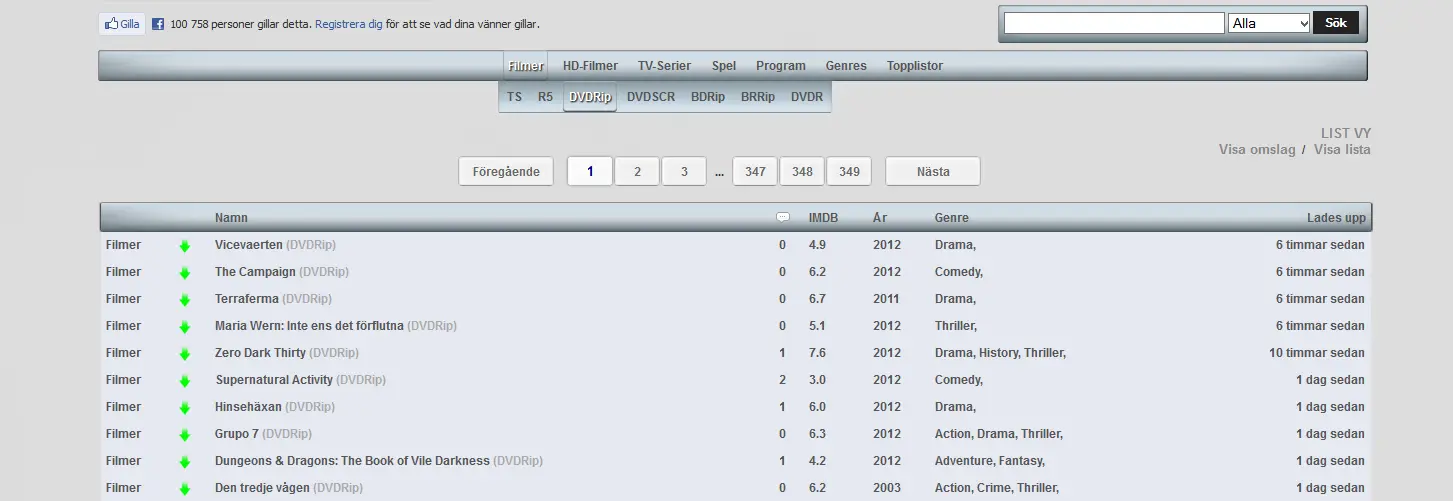 Gilla 100 758 personer gillar detta. Registrera dig för att se vad dina vänner gillar.
Alla Sök
Filmer HD-Filmer TV-Serier Spel Program Genres Topplistor
TS R5 DVDRip DVDSCR BDRip BRRip DVDR
LIST VY
Visa omslag / Visa lista
Föregående 1 2 3 ... 347 348 349 Nästa
Namn IMDB År Genre Lades upp
Filmer Vicevaerten (DVDRip) 0 4.9 2012 Drama, 6 timmar sedan
Filmer The Campaign (DVDRip) 0 6.2 2012 Comedy, 6 timmar sedan
Filmer Terraferma (DVDRip) 0 6.7 2011 Drama, 6 timmar sedan
Filmer Maria Wern: Inte ens det förflutna (DVDRip) 0 5.1 2012 Thriller, 6 timmar sedan
Filmer Zero Dark Thirty (DVDRip) 1 7.6 2012 Drama, History, Thriller, 10 timmar sedan
Filmer Supernatural Activity (DVDRip) 2 3.0 2012 Comedy, 1 dag sedan
Filmer Hinsehäxan (DVDRip) 1 6.0 2012 Drama, 1 dag sedan
Filmer Grupo 7 (DVDRip) 0 6.3 2012 Action, Drama, Thriller, 1 dag sedan
Filmer Dungeons & Dragons: The Book of Vile Darkness (DVDRip) 1 4.2 2012 Adventure, Fantasy, 1 dag sedan
Filmer Den tredje vågen (DVDRip) 0 6.2 2003 Action, Crime, Thriller, 1 dag sedan